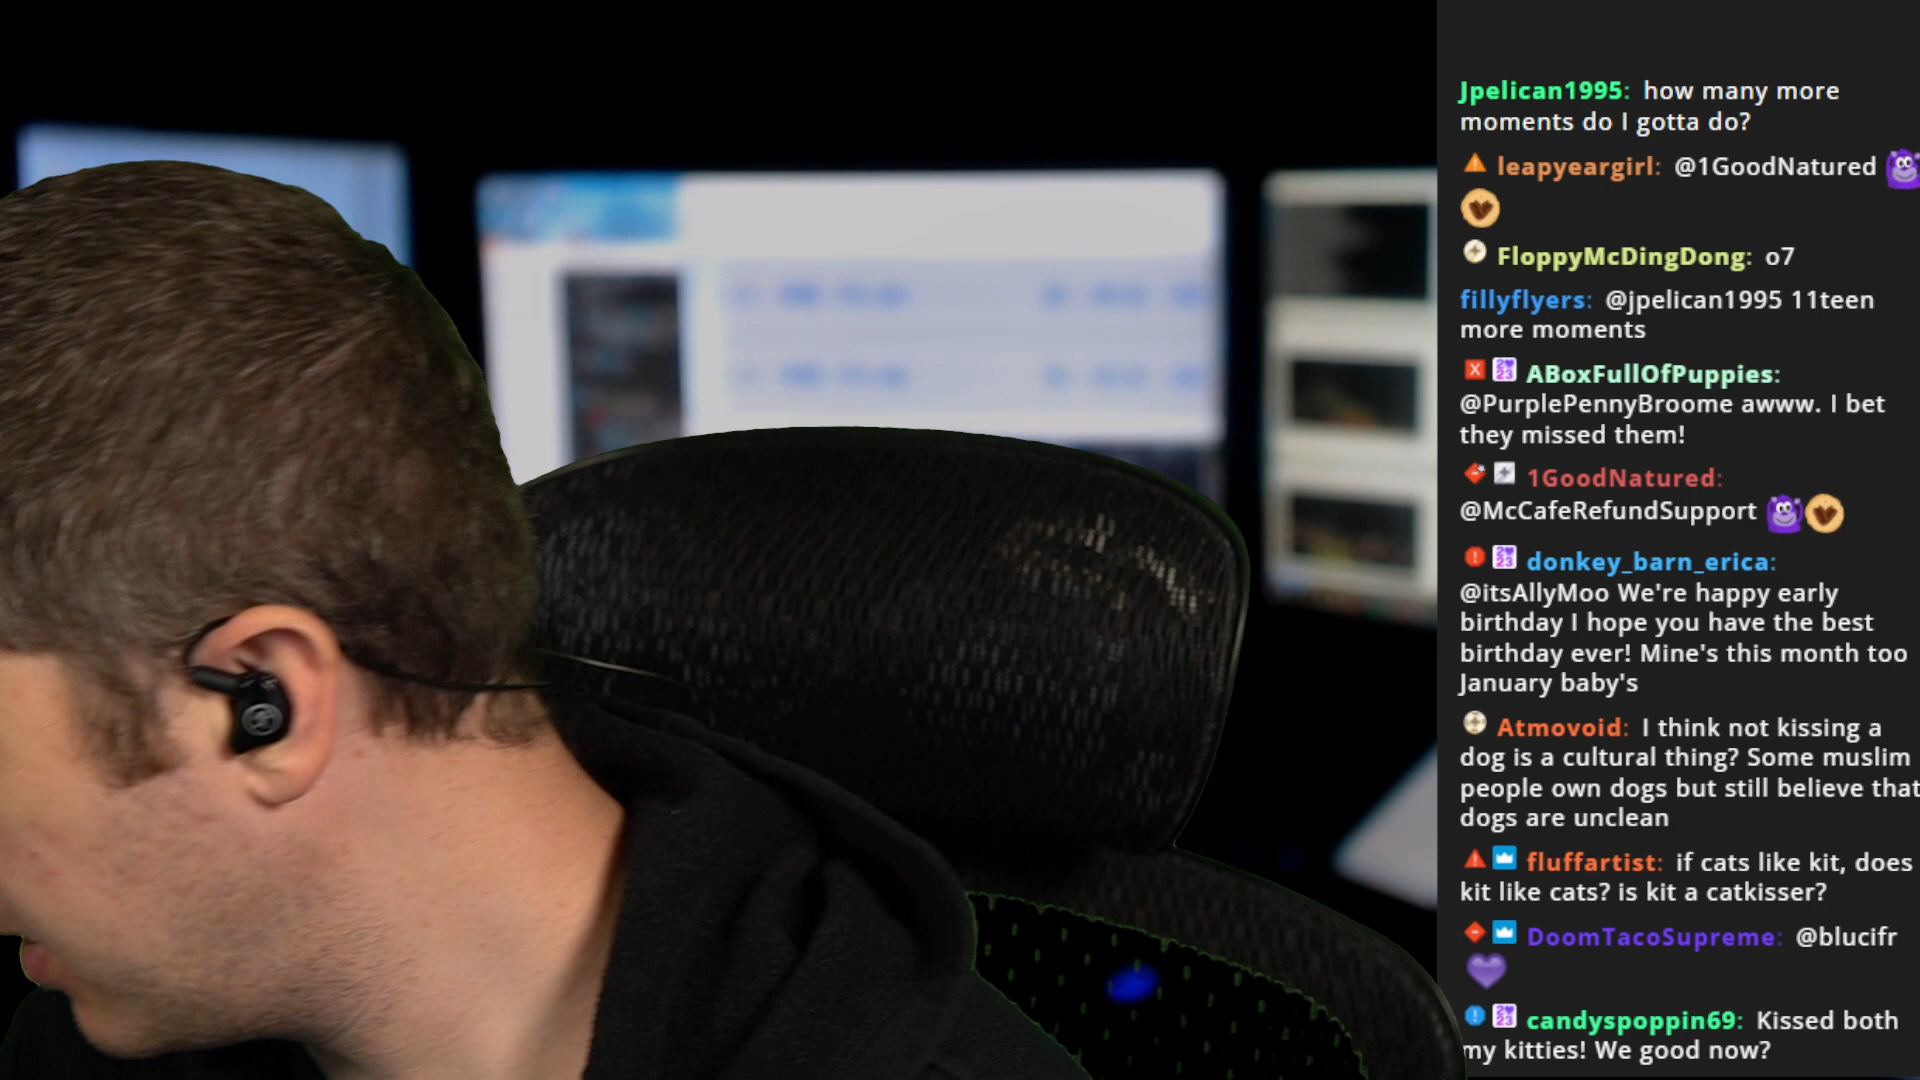 Jpelican1995: how many more
moments do I gotta do?
leapyeargirl: @1GoodNatured
FloppyMcDingDong: o7
fillyflyers: @jpelican1995 11teen
more moments
ABoxFullOfPuppies:
@PurplePennyBroome awww. I bet
they missed them!
1GoodNatured:
@McCafeRefundSupport
donkey_barn_erica:
@itsAllyMoo We're happy early
birthday I hope you have the best
birthday ever! Mine's this month too
January baby's
Atmovoid: I think not kissing a
dog is a cultural thing? Some muslim
people own dogs but still believe that
dogs are unclean
fluffartist: if cats like kit, does
kit like cats? is kit a catkisser?
DoomTacoSupreme: @blucifr
candyspoppin69: Kissed both
my kitties! We good now?